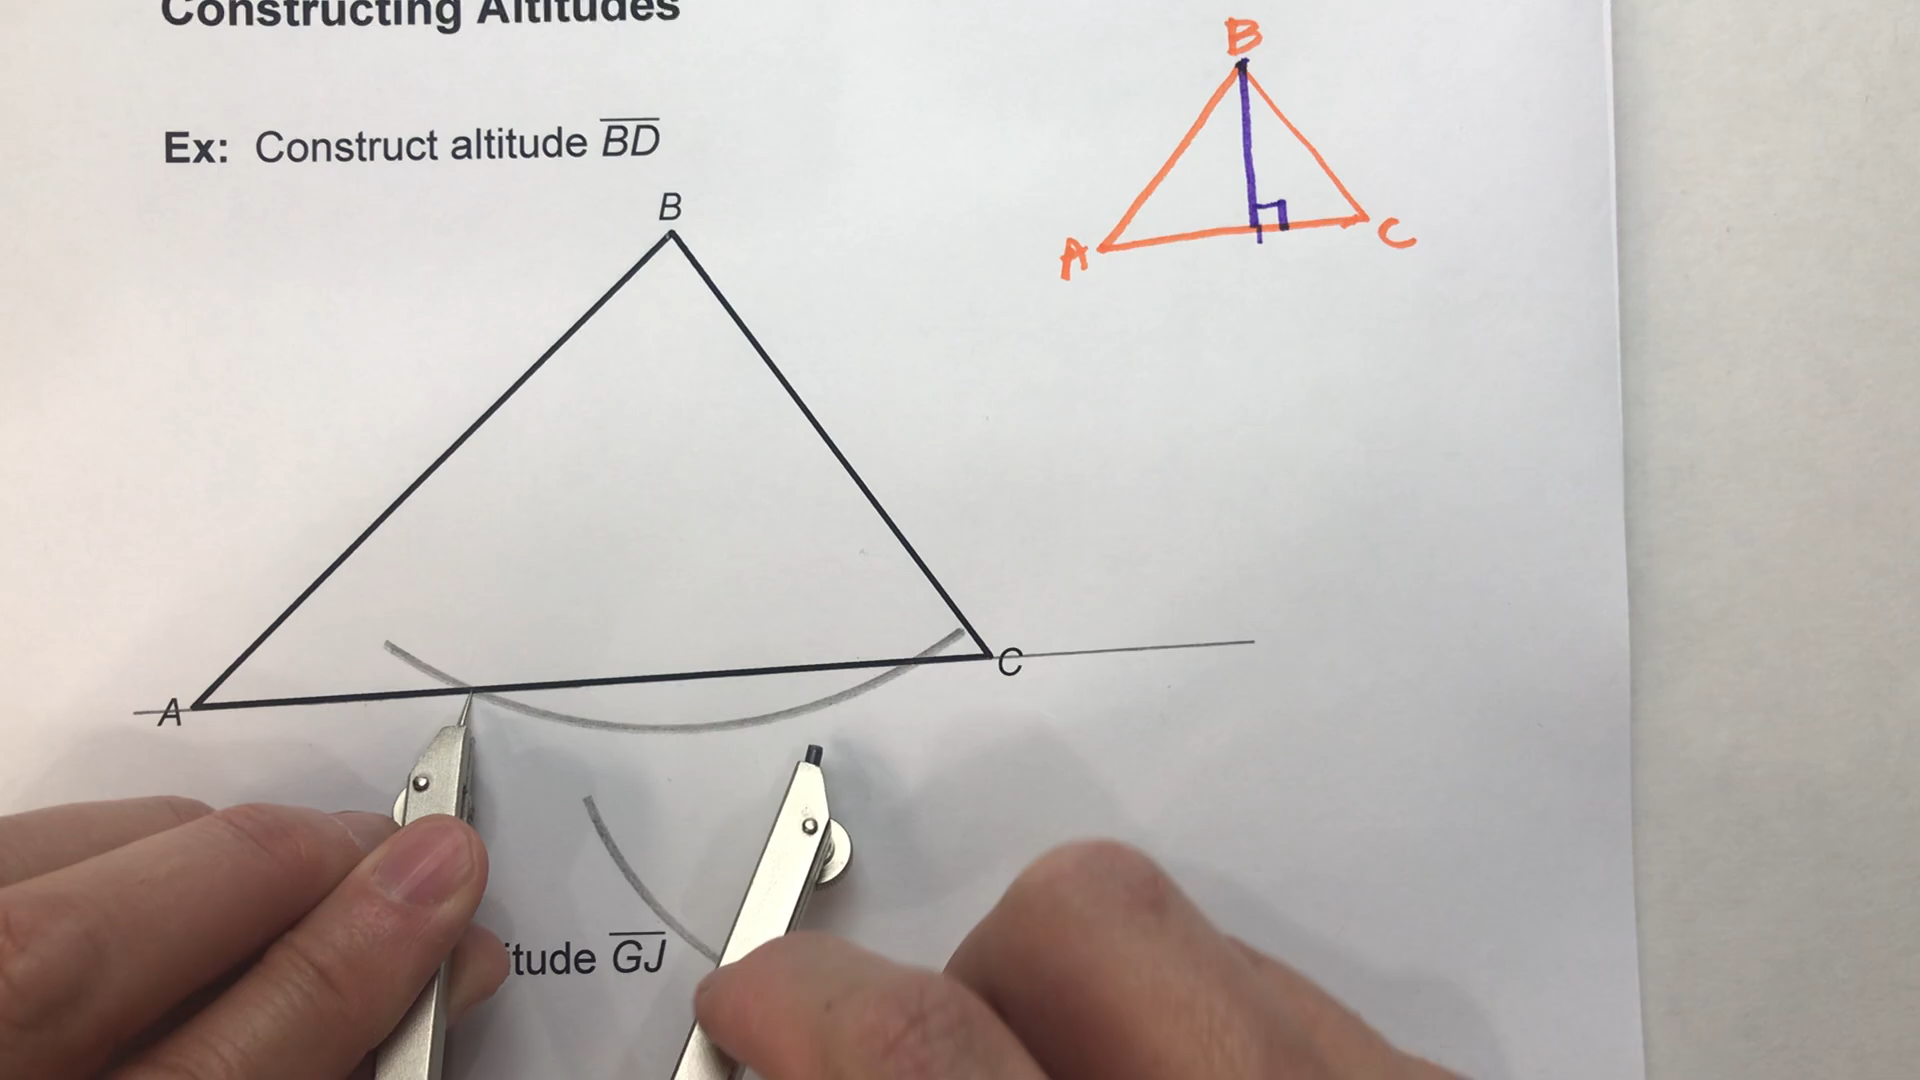 Constructing Altitudes
Ex: Construct altitude BD
B
A
C
B
A
C
itude GJ